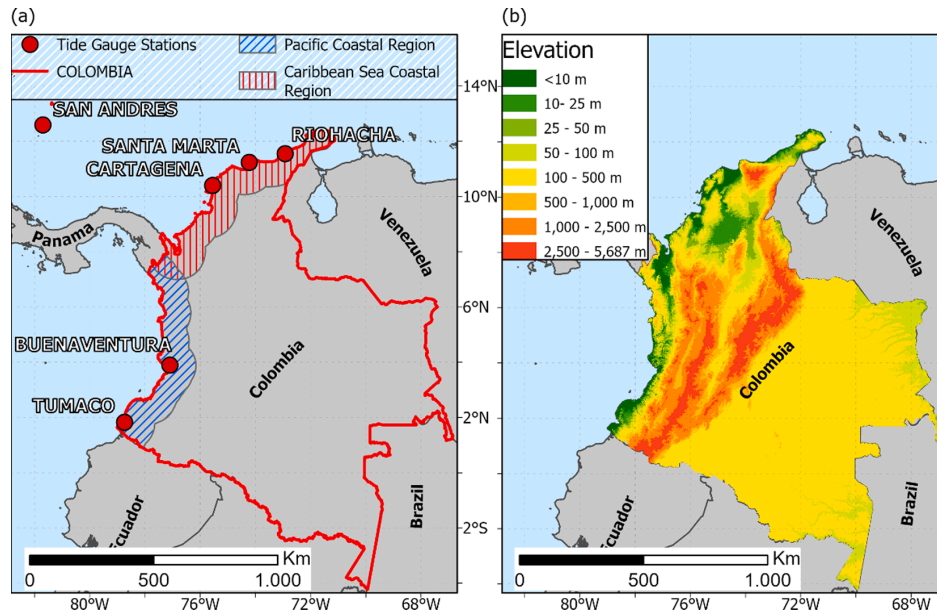 (a)
Tide Gauge Stations
Pacific Coastal Region
COLOMBIA
Caribbean Sea Coastal
Region
SAN ANDRES
SANTA MARTA
RIOHACHA
CARTAGENA
Panama
Venezuela
BUENAVENTURA
Colombia
TUMACO
Ecuador
Brazil
Km
0
500
1.000
80°W
76°W
72°W
68°W
(b)
Elevation
<10 m
10- 25 m
25 - 50 m
50 - 100 m
100 - 500 m
500 - 1,000 m
1,000 - 2,500 m
2,500 - 5,687 m
14°N
10°N
6°N
2°N
2°S
Venezuela
Colombia
Brazil
Ecuador
Km
0
500
1.000
80°W
76°W
72°W
68°W